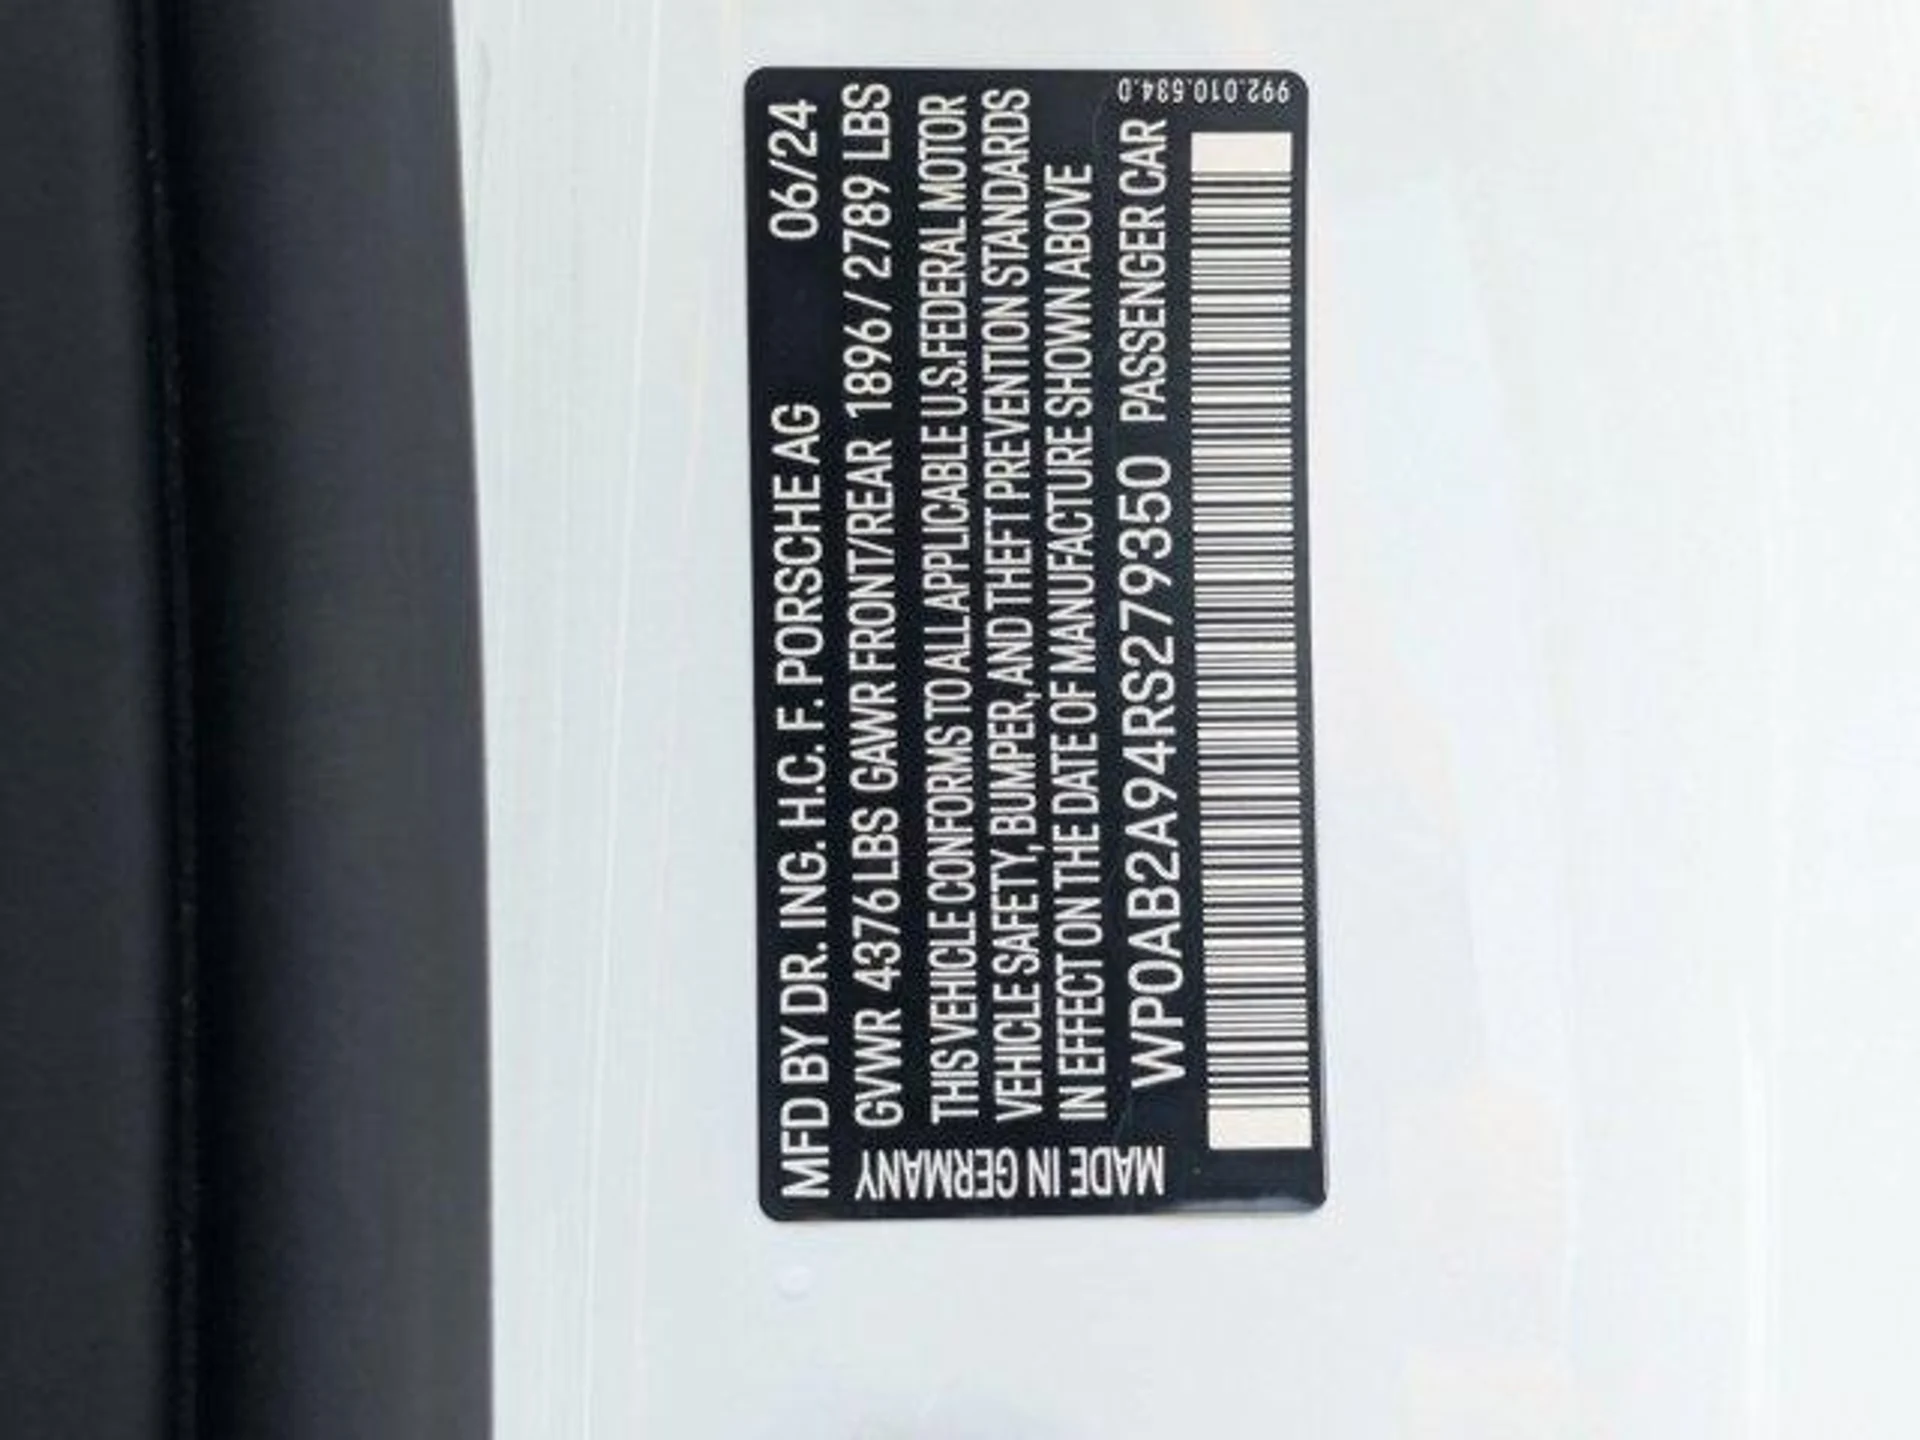 MFD BY DR. ING. H.C. F. PORSCHE AG 06/24
GVWR 4376 LBS GAWR FRONT/REAR 1896 / 2789 LBS
THIS VEHICLE CONFORMS TO ALL APPLICABLE U.S. FEDERAL MOTOR
VEHICLE SAFETY, BUMPER, AND THEFT PREVENTION STANDARDS
IN EFFECT ON THE DATE OF MANUFACTURE SHOWN ABOVE
WP0AB2A94RS279350 PASSENGER CAR
MADE IN GERMANY
992.010.634.0